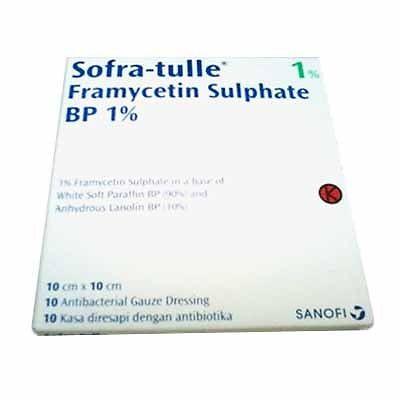 Sofra-tulle® 1%
Framycetin Sulphate
BP 1%
1% Framycetin Sulphate in a base of
White Soft Paraffin BP (90%) and
Anhydrous Lanolin BP (10%)
K
10 cm x 10 cm
10 Antibacterial Gauze Dressing
10 Kasa diresapi dengan antibiotika
SANOFI